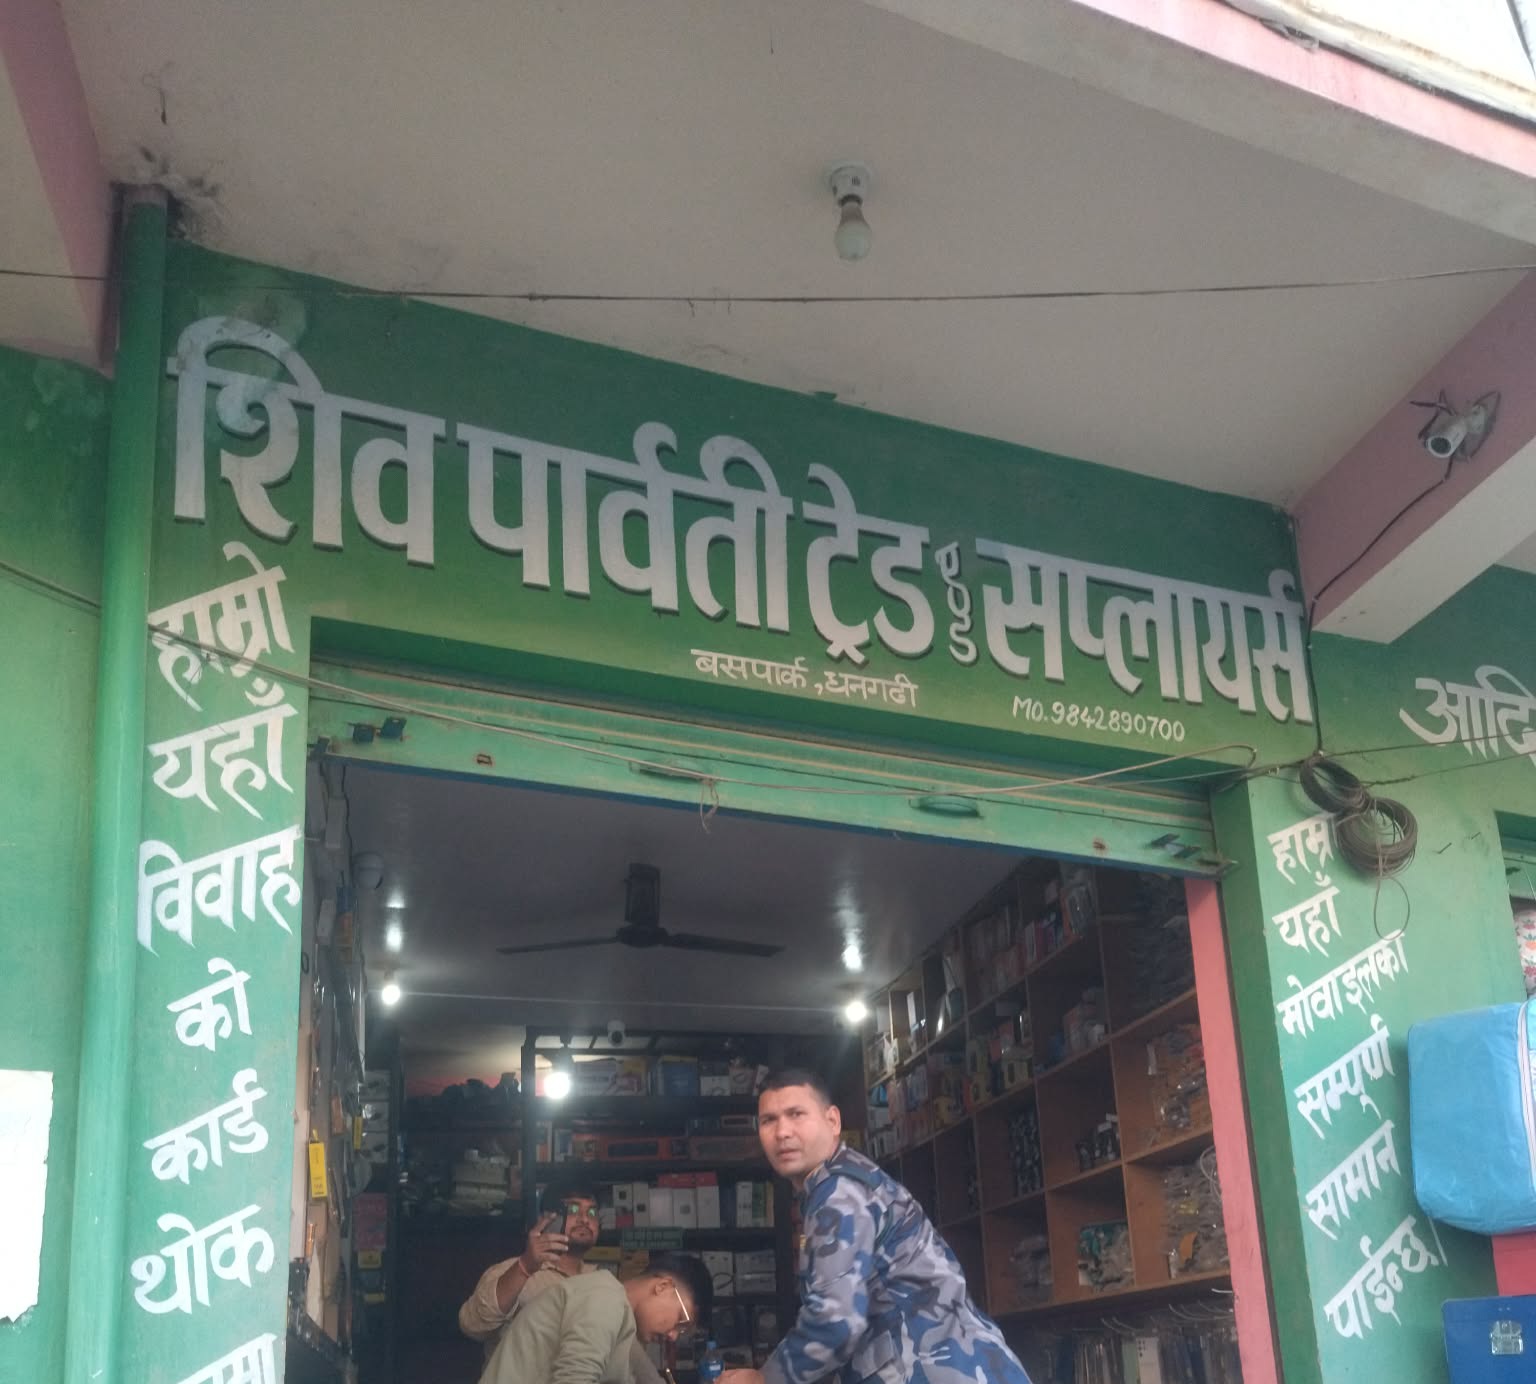 शिव पार्वती ट्रेड एण्ड सप्लायर्स
बसपार्क, धनगढी
MO.9842890700
हाम्रो
यहाँ
विवाह
को
कार्ड
थोक
हाम्रो
यहाँ
मोवाइलको
सम्पूर्ण
सामान
पाईन्छ।